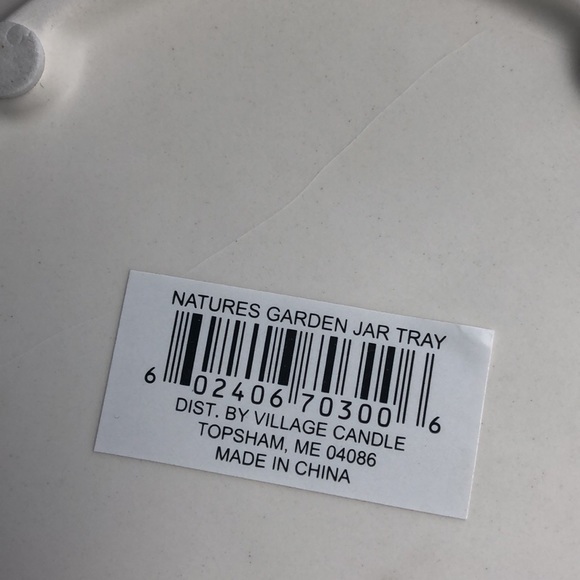 NATURES GARDEN JAR TRAY
6 02406 70300 6
DIST. BY VILLAGE CANDLE
TOPSHAM, ME 04086
MADE IN CHINA